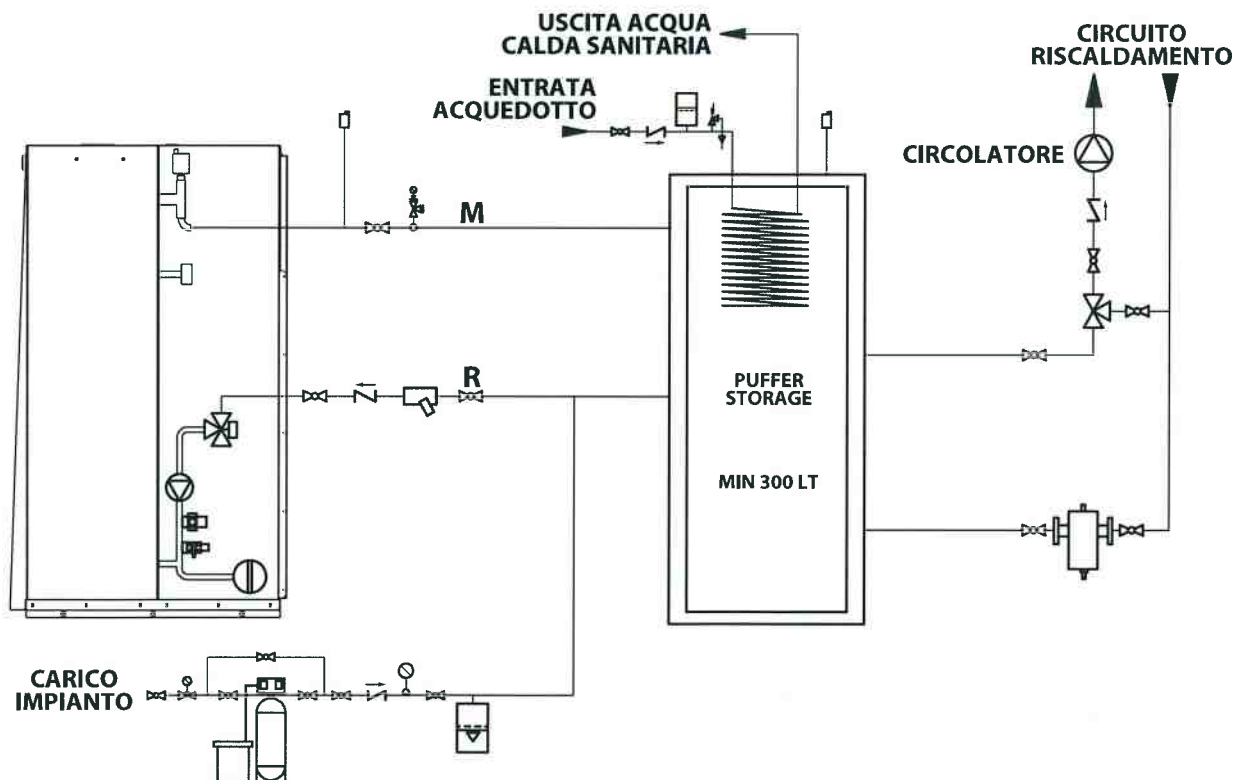 USCITA ACQUA
CALDA SANITARIA
ENTRATA
ACQUEDOTTO
CIRCUITO
RISCALDAMENTO
CIRCOLATORE
M
R
PUFFER
STORAGE
MIN 300 LT
CARICO
IMPIANTO